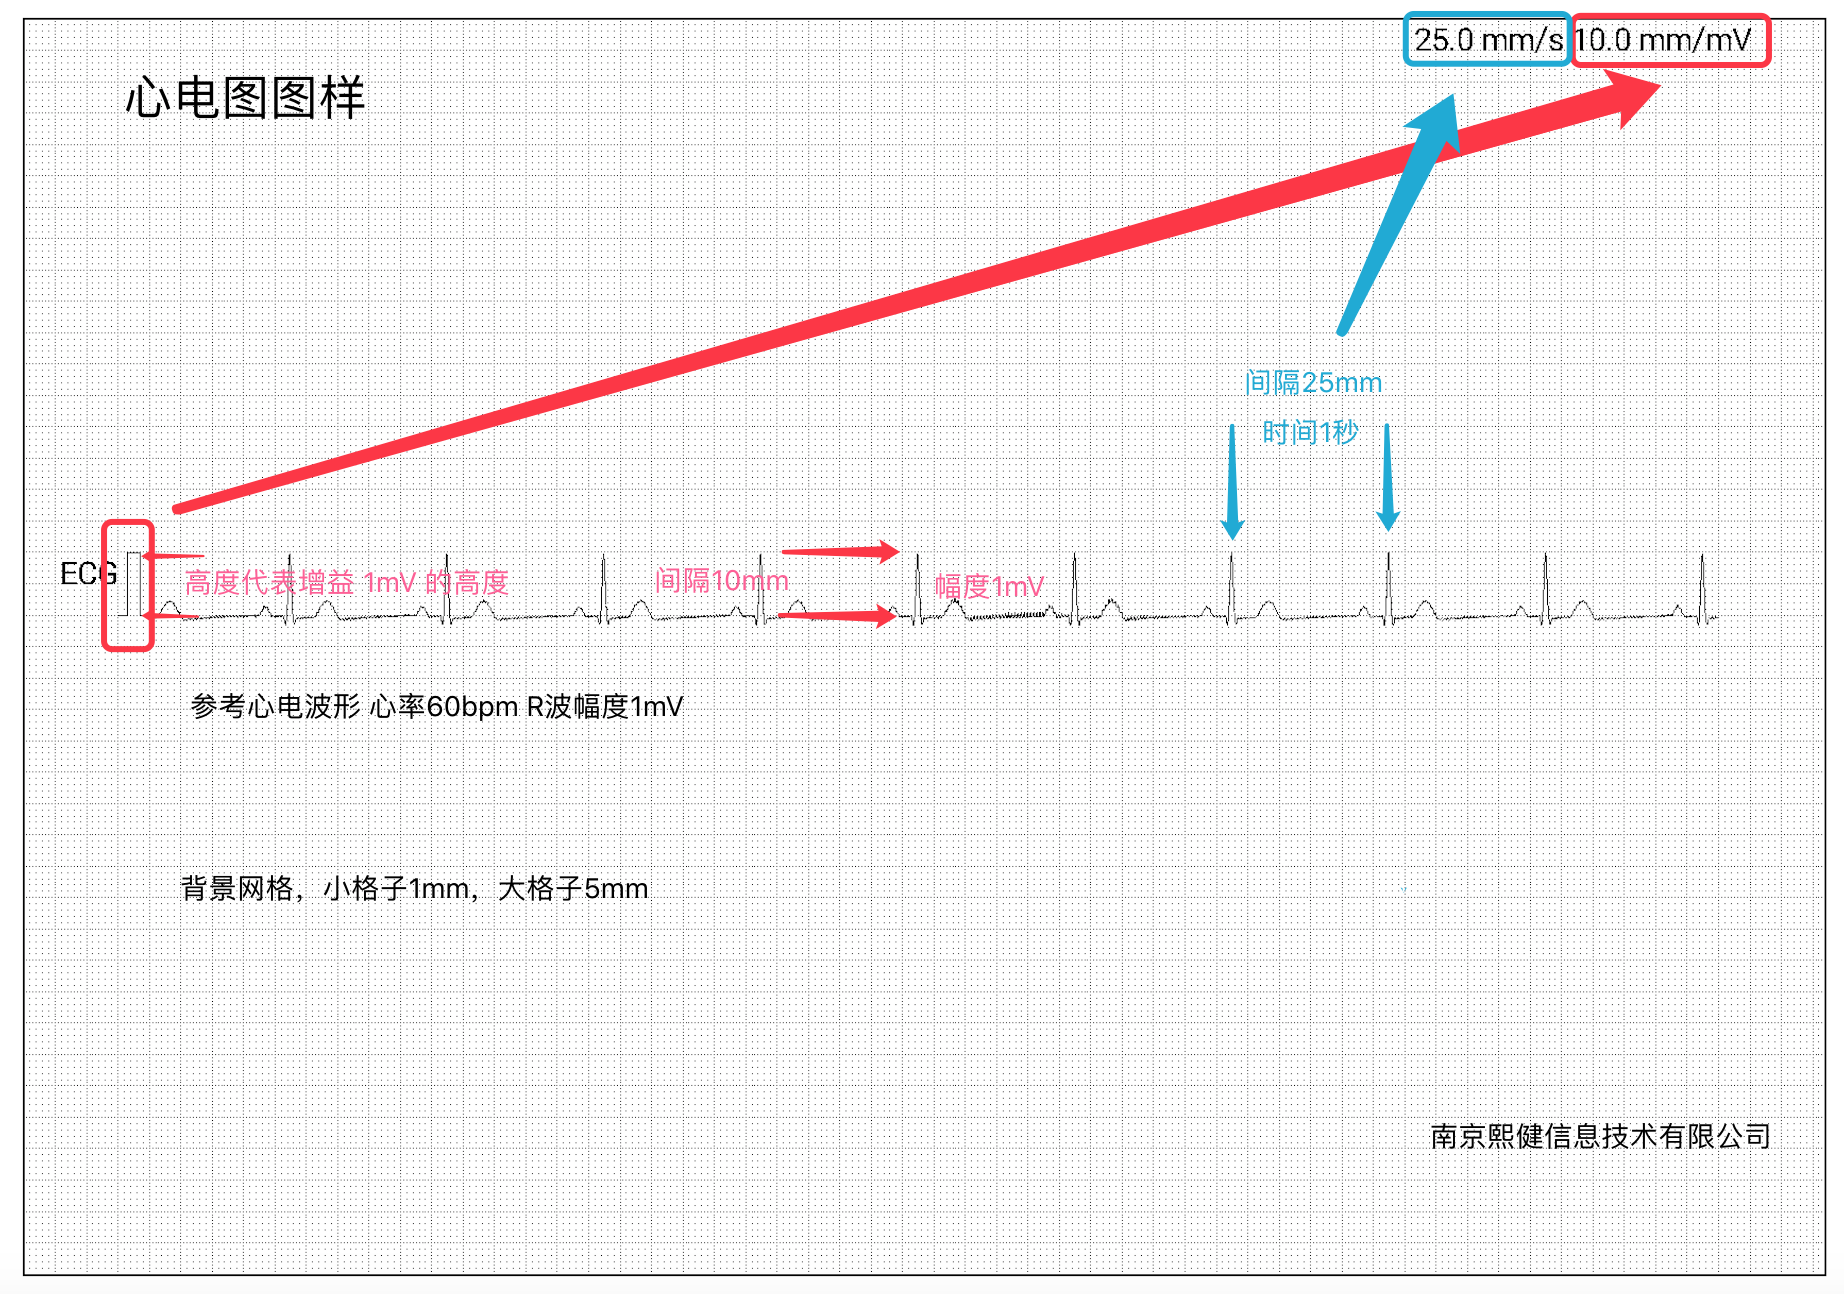 25.0 mm/s 10.0 mm/mV
心电图图样
间隔25mm
时间1秒
ECG
高度代表增益 1mV 的高度
间隔10mm
幅度1mV
参考心电波形 心率60bpm R波幅度1mV
背景网格，小格子1mm，大格子5mm
南京熙健信息技术有限公司